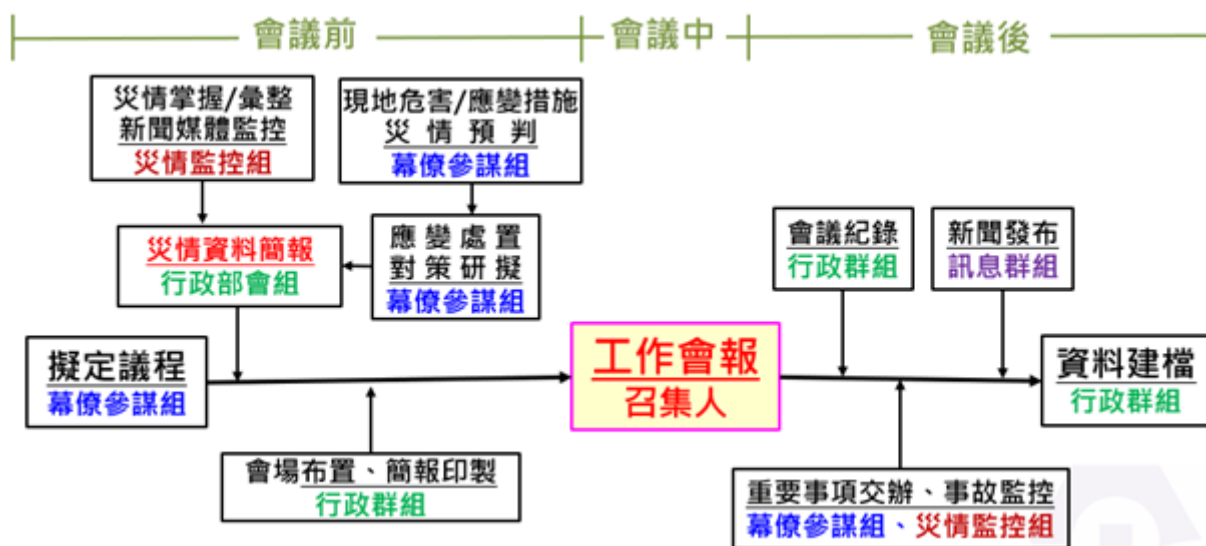 會議前
會議中
會議後
災情掌握/彙整
新聞媒體監控
災情監控組
現地危害/應變措施
災情預判
幕僚參謀組
災情資料簡報
行政部會組
應變處置
對策研擬
幕僚參謀組
擬定議程
幕僚參謀組
會場布置、簡報印製
行政群組
工作會報
召集人
會議紀錄
行政群組
新聞發布
訊息群組
資料建檔
行政群組
重要事項交辦、事故監控
幕僚參謀組、災情監控組